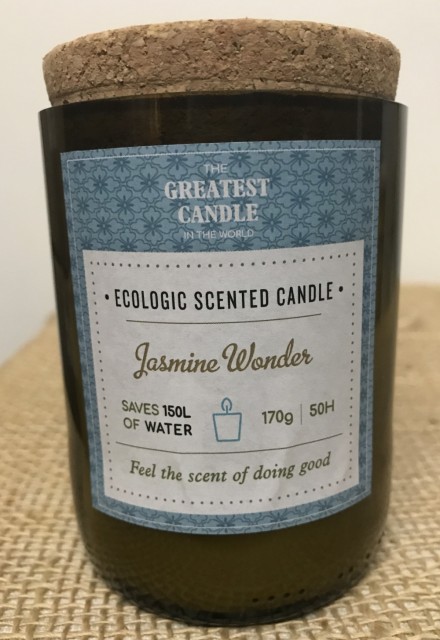 THE
GREATEST
CANDLE
IN THE WORLD
• ECOLOGIC SCENTED CANDLE •
Jasmine Wonder
SAVES 150L
OF WATER
170g | 50H
Feel the scent of doing good